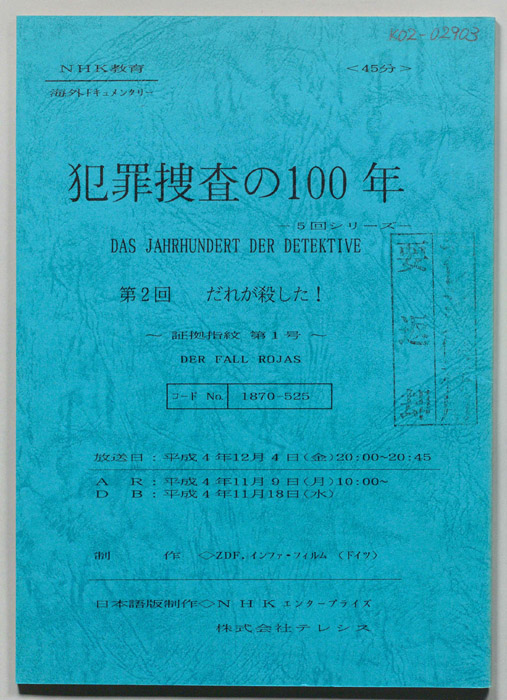 K02-02903
NHK教育 <45分>
海外ドキュメンタリー
犯罪捜査の100年
－5回シリーズ－
DAS JAHRHUNDERT DER DETEKTIVE
第2回 だれが殺した!
～ 証拠指紋 第1号 ～
DER FALL ROJAS
コード No. 1870-525
放送日：平成4年12月4日(金)20:00~20:45
A R：平成4年11月9日(月)10:00~
D B：平成4年11月18日(水)
制 作 ◇ZDF,インファ・フィルム (ドイツ)
日本語版制作◇NHKエンタープライズ
株式会社テレシス